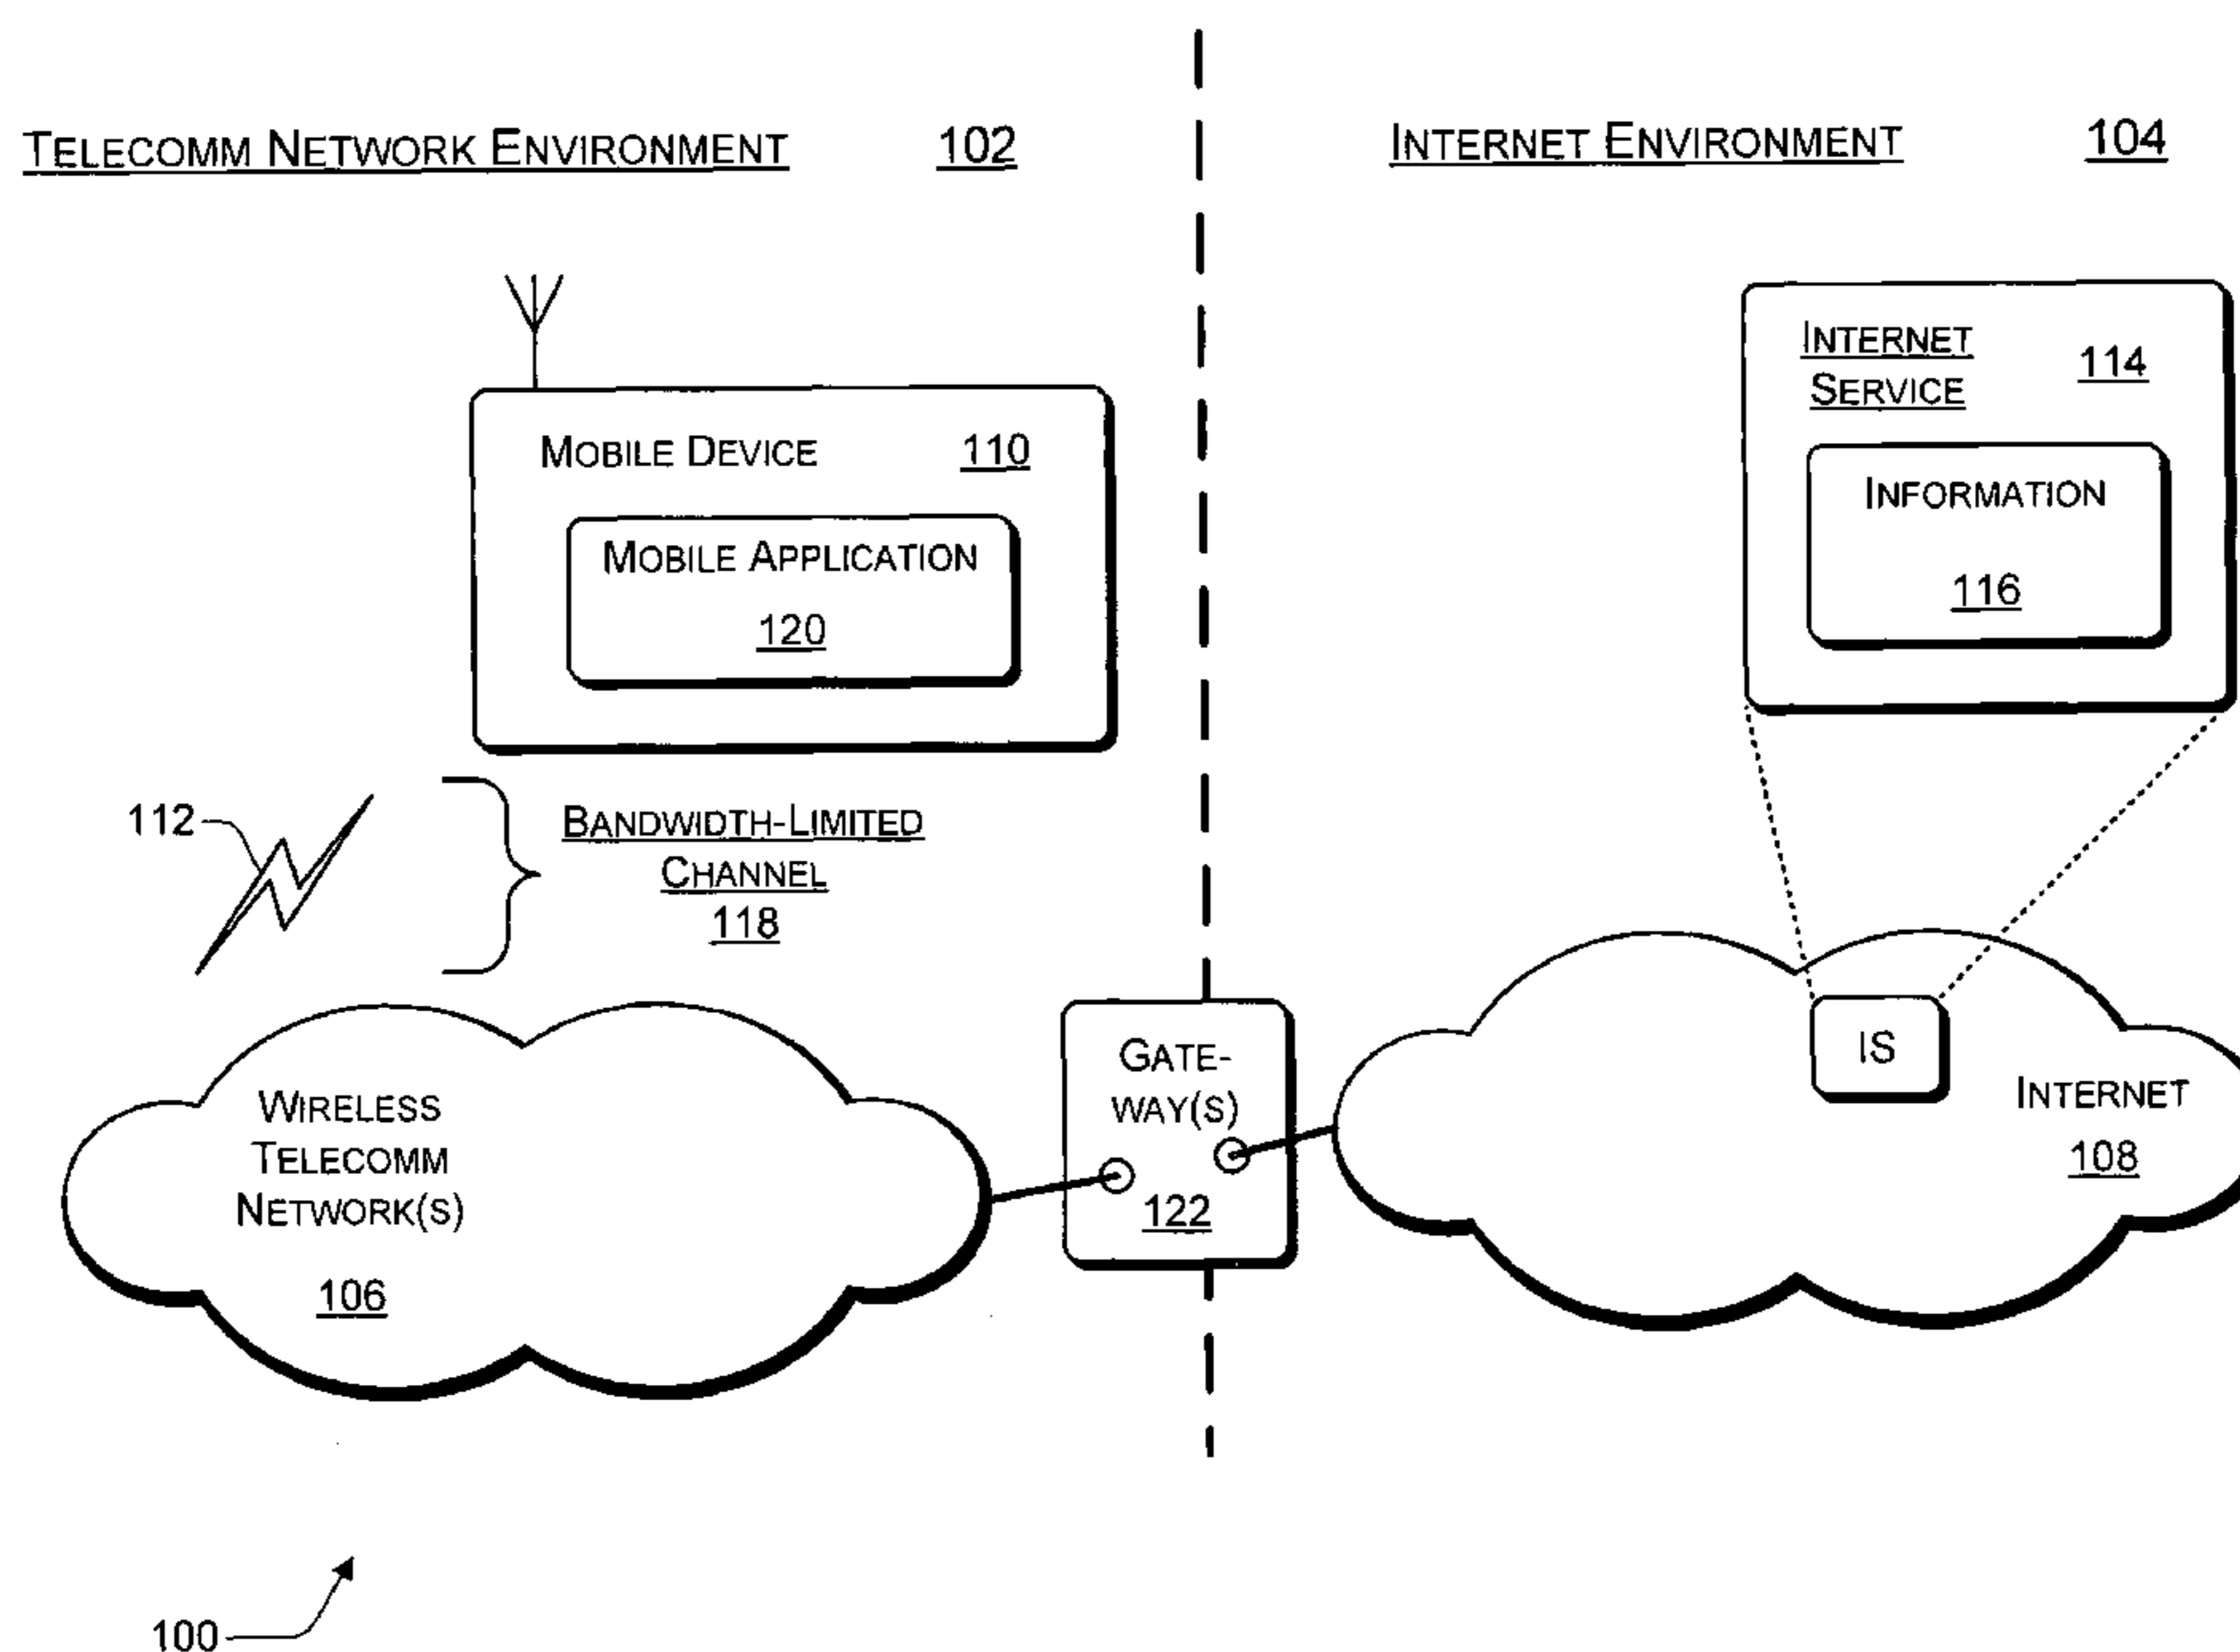 TELECOMM NETWORK ENVIRONMENT 102
INTERNET ENVIRONMENT 104
MOBILE DEVICE 110
MOBILE APPLICATION
120
INTERNET
SERVICE
114
INFORMATION
116
112
BANDWIDTH-LIMITED
CHANNEL
118
WIRELESS
TELECOMM
NETWORK(S)
106
GATE-
WAY(S)
122
IS
INTERNET
108
100